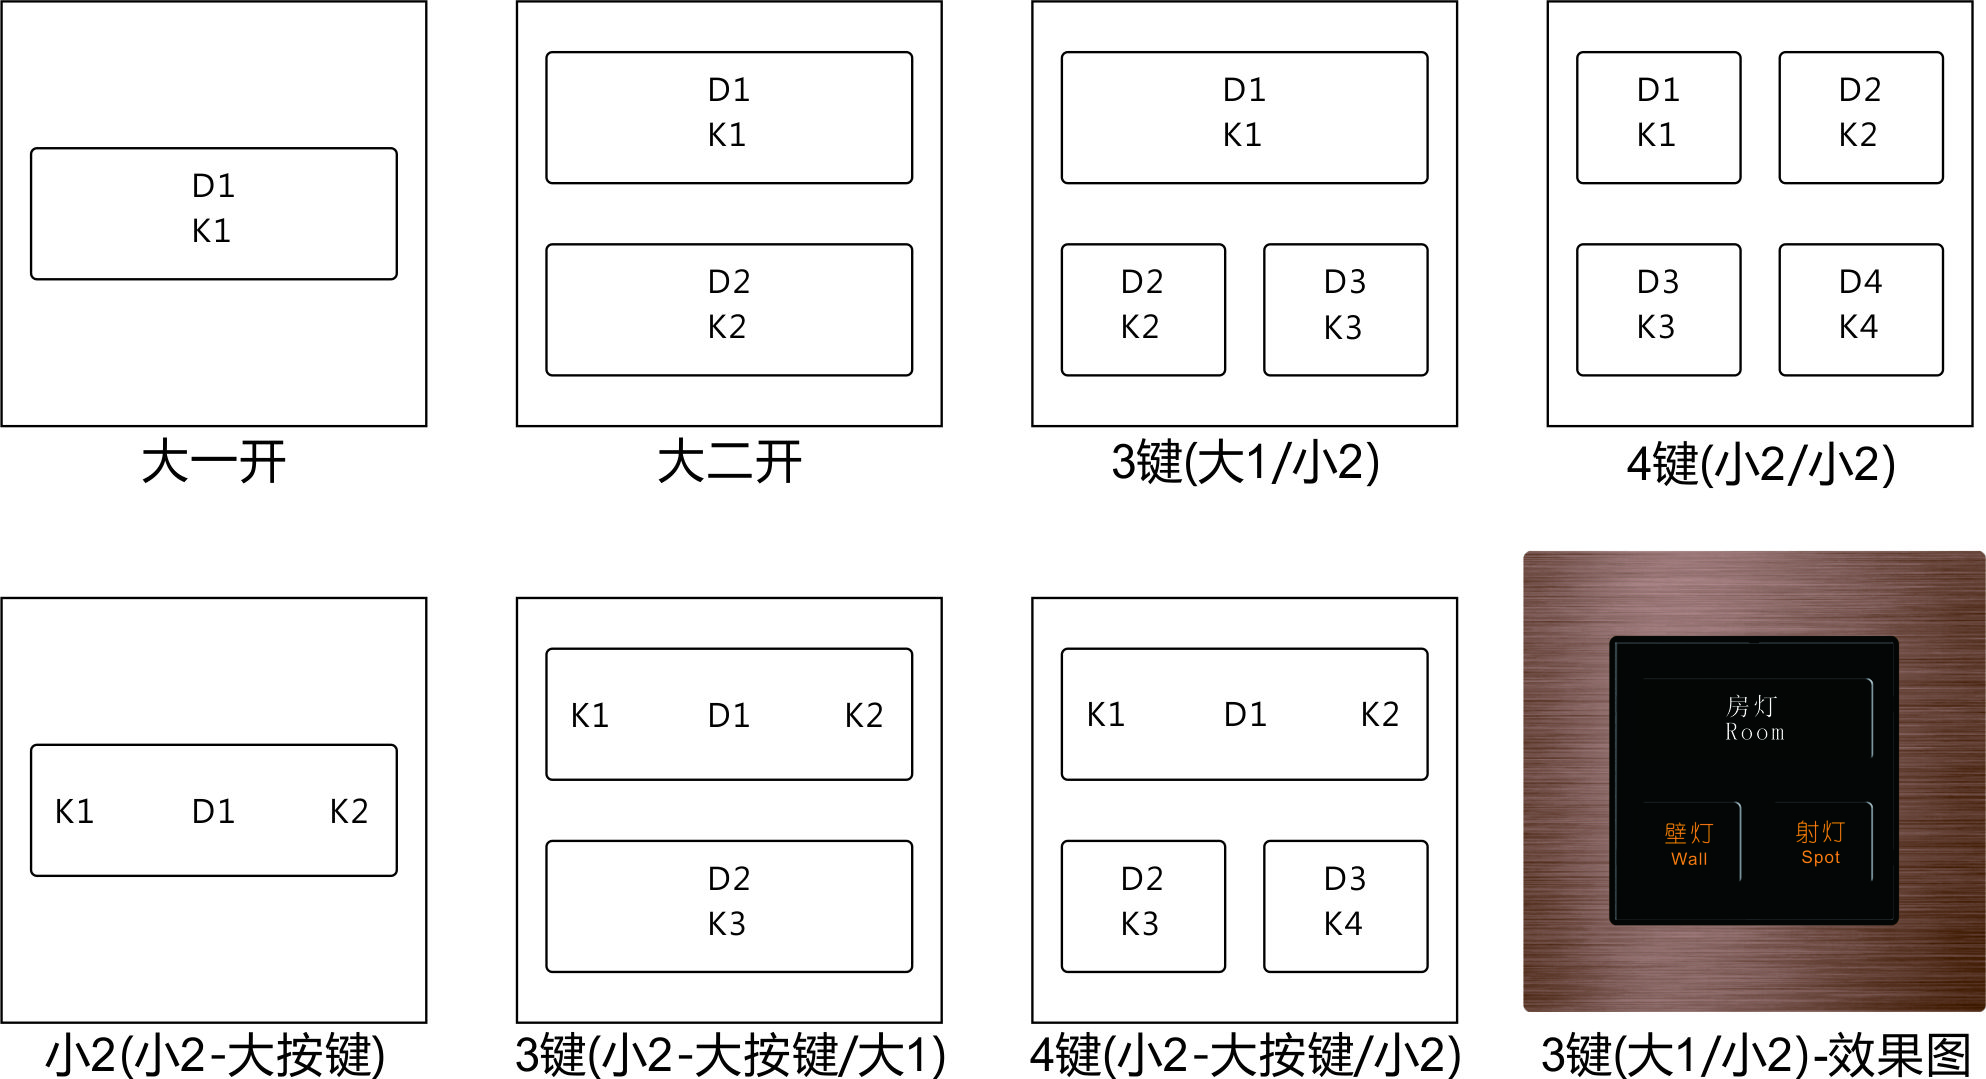 D1
K1
大一开
D1
K1
D2
K2
大二开
D1
K1
D2
K2
D3
K3
3键(大1/小2)
D1
K1
D2
K2
D3
K3
D4
K4
4键(小2/小2)
K1 D1 K2
小2(小2-大按键)
K1 D1 K2
D2
K3
3键(小2-大按键/大1)
K1 D1 K2
D2
K3
D3
K4
4键(小2-大按键/小2)
房灯
Room
壁灯
Wall
射灯
Spot
3键(大1/小2)-效果图